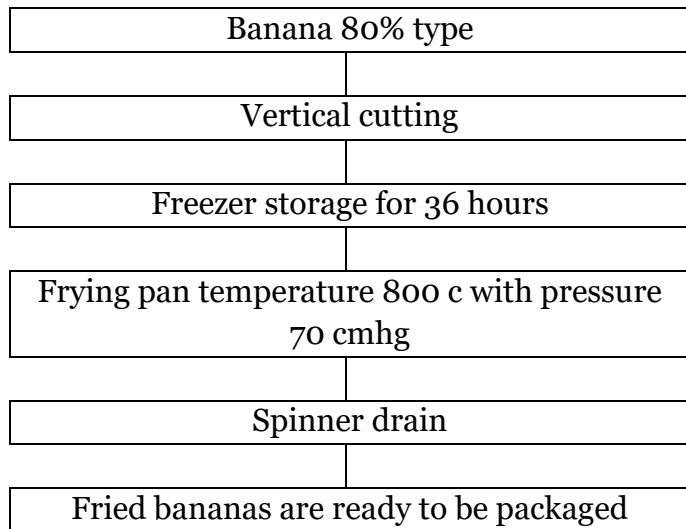 Banana 80% type
Vertical cutting
Freezer storage for 36 hours
Frying pan temperature 800 c with pressure
70 cmhg
Spinner drain
Fried bananas are ready to be packaged